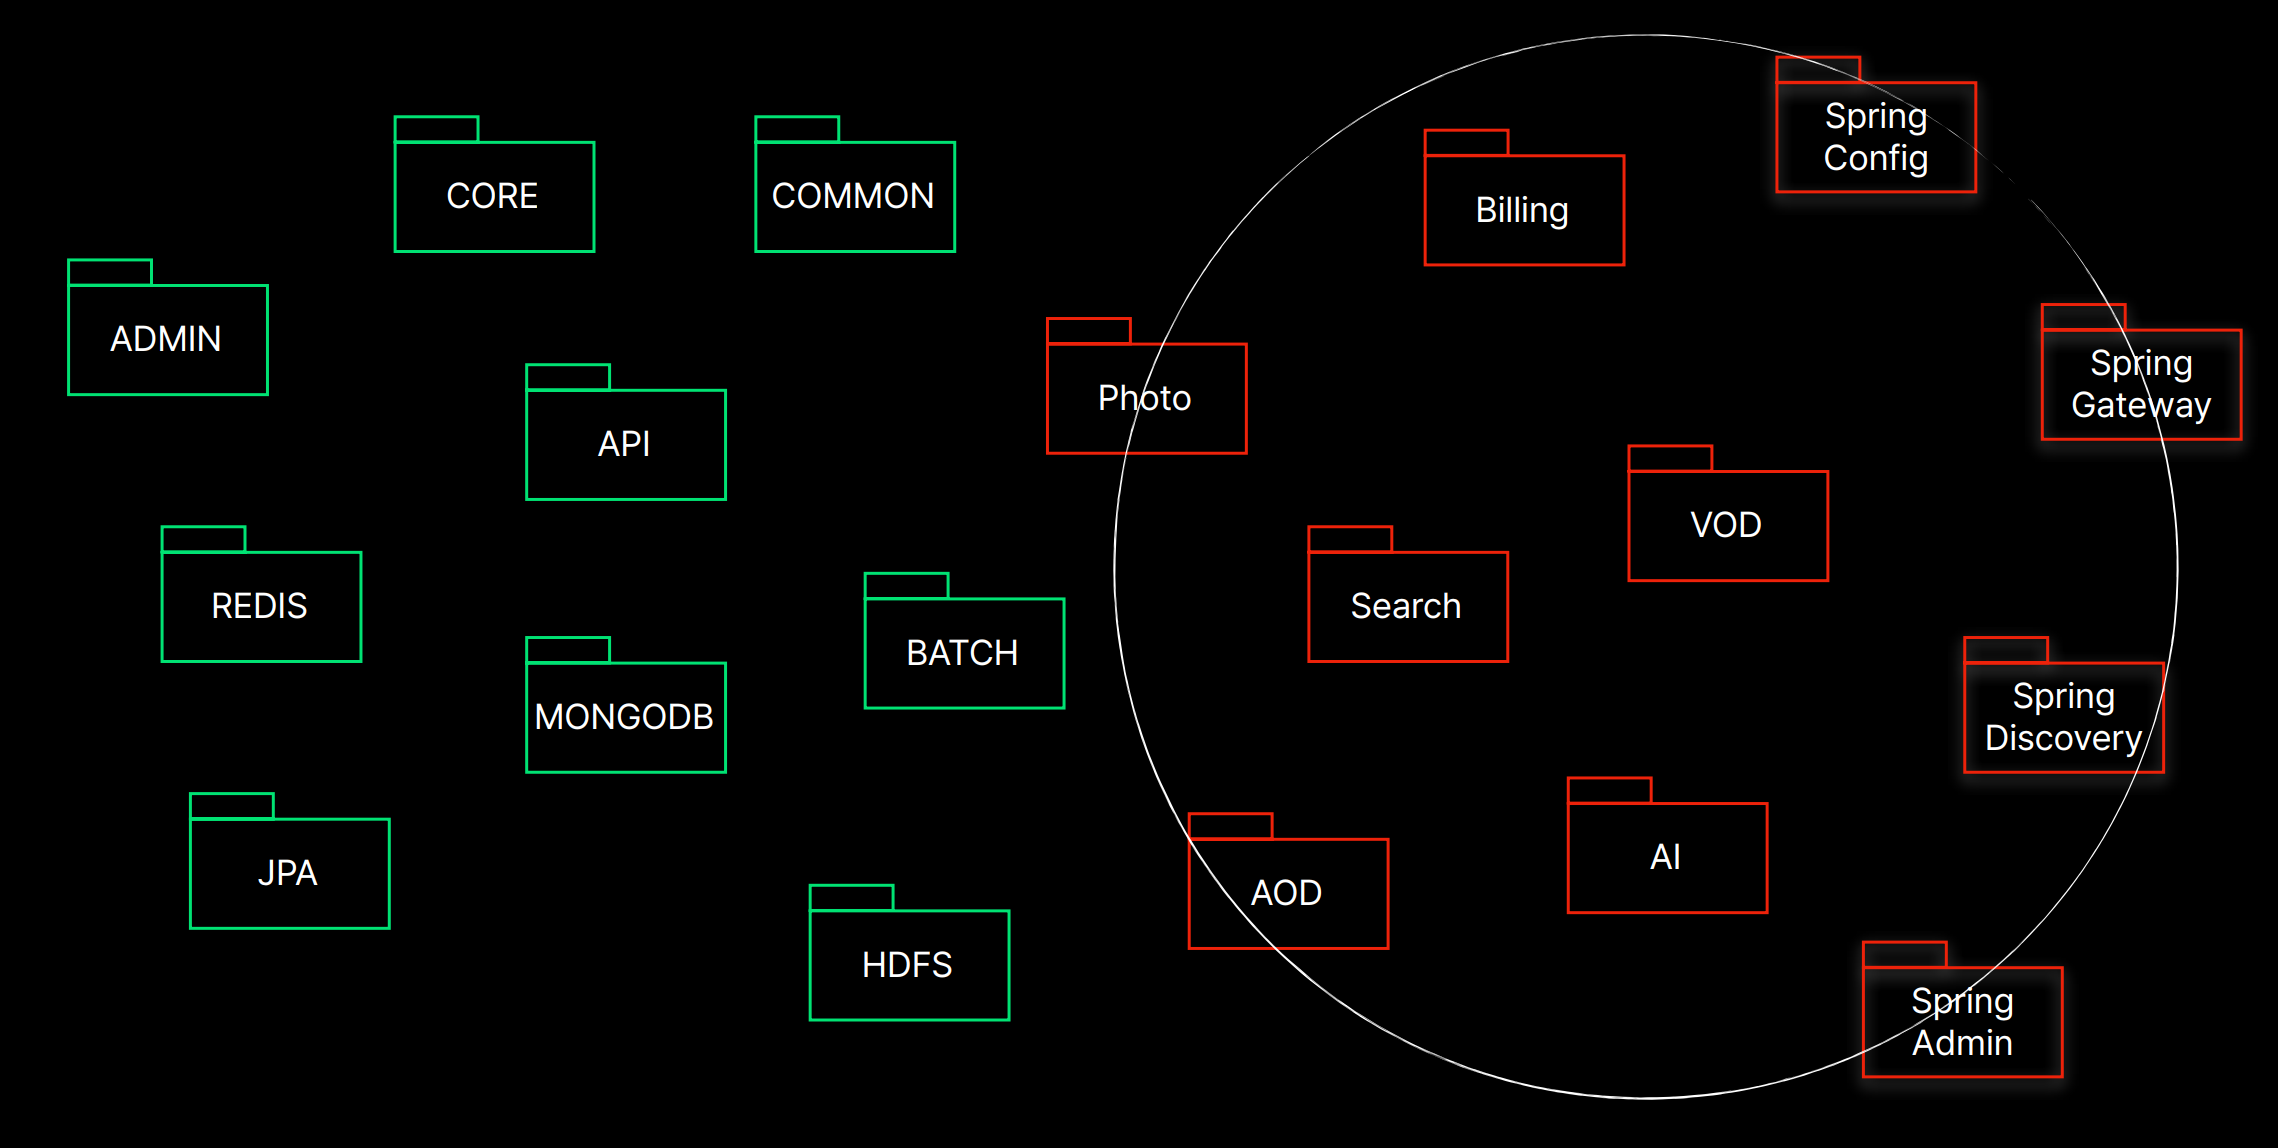 CORE
COMMON
ADMIN
API
REDIS
MONGODB
BATCH
JPA
HDFS
Spring
Config
Billing
Photo
Spring
Gateway
VOD
Search
Spring
Discovery
AI
AOD
Spring
Admin